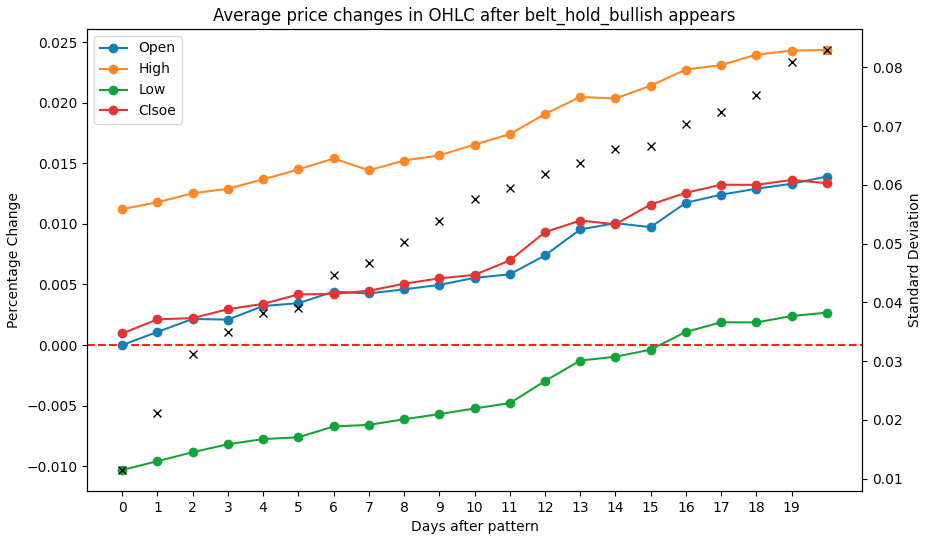 Average price changes in OHLC after belt_hold_bullish appears
Open
High
Low
Clsoe
Percentage Change
0.025
0.020
0.015
0.010
0.005
0.000
−0.005
−0.010
0.08
0.07
0.06
0.05
0.04
0.03
0.02
0.01
Standard Deviation
0 1 2 3 4 5 6 7 8 9 10 11 12 13 14 15 16 17 18 19
Days after pattern